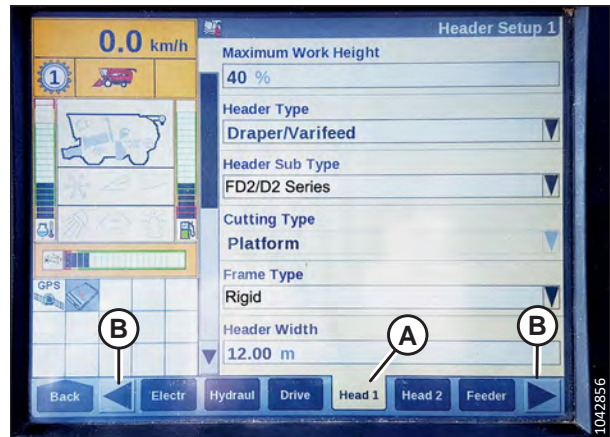 0.0 km/h
Header Setup 1
1
Maximum Work Height
40 %
Header Type
Draper/Varifeed
Header Sub Type
FD2/D2 Series
Cutting Type
Platform
Frame Type
Rigid
GPS
Header Width
12.00 m
B
A
B
Back
Electr
Hydraul
Drive
Head 1
Head 2
Feeder
1042856